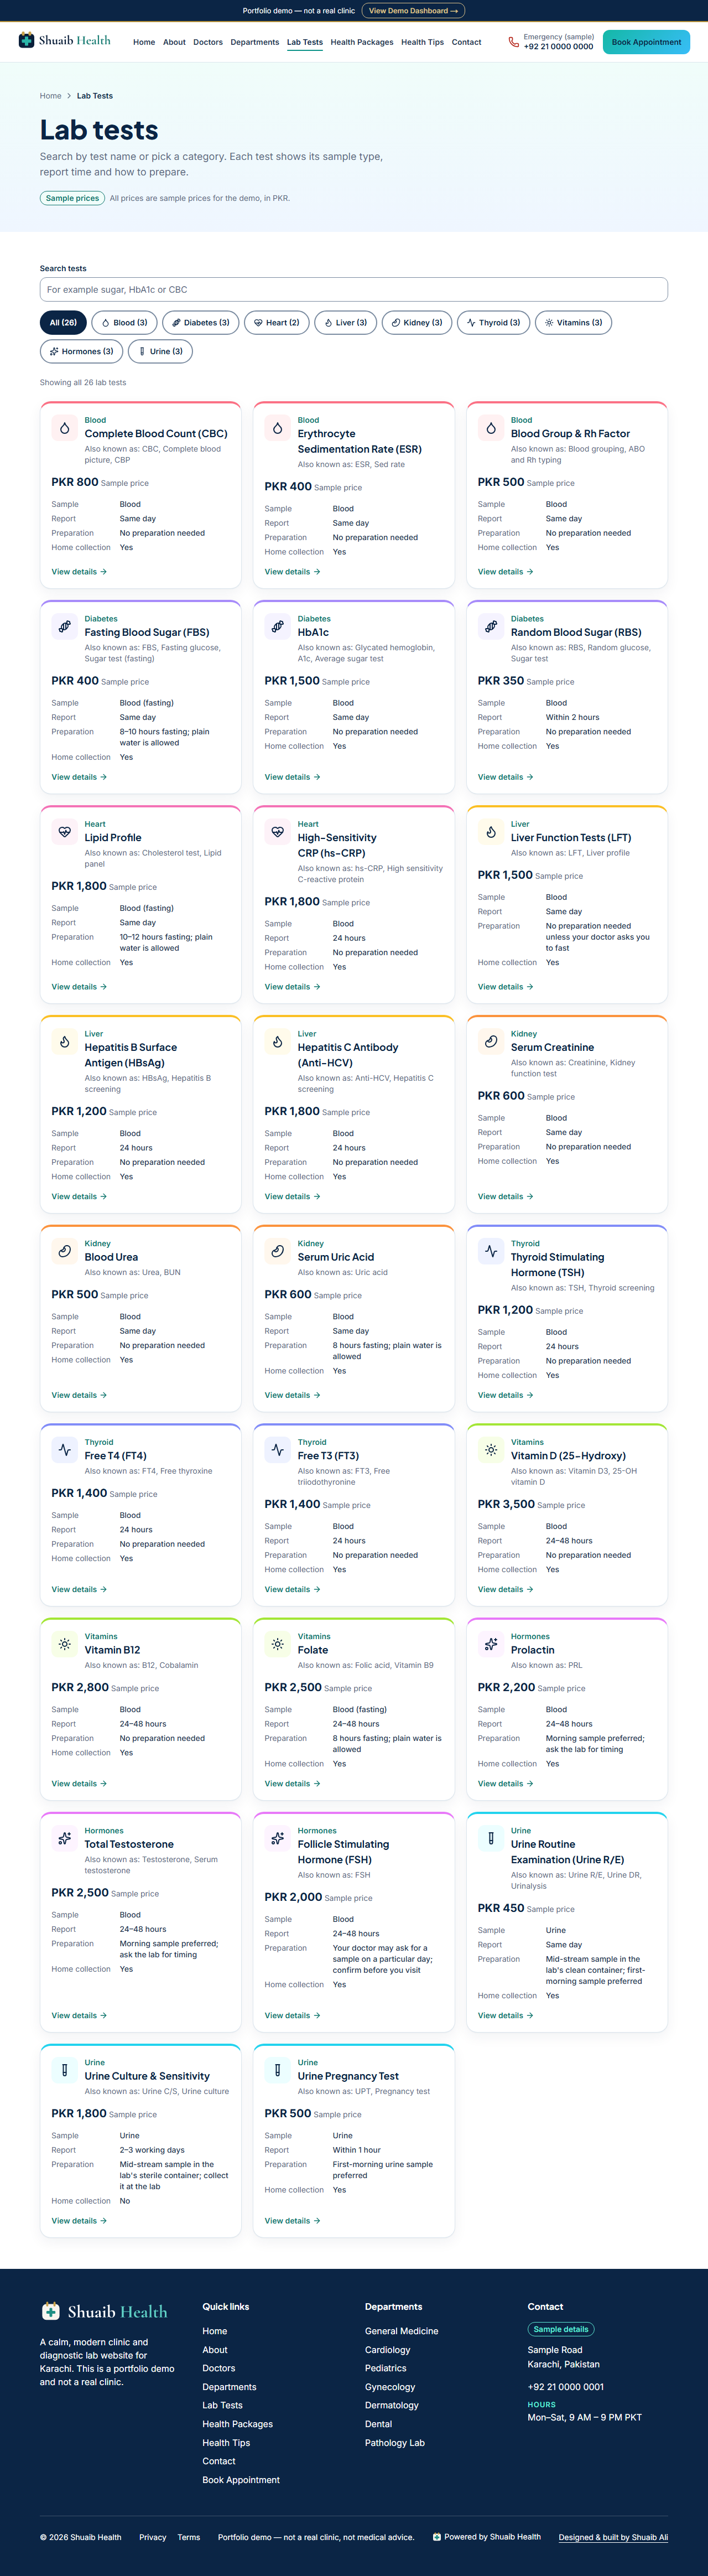 Portfolio demo — not a real clinic View Demo Dashboard →
Shuaib Health
Home About Doctors Departments Lab Tests Health Packages Health Tips Contact
Emergency (sample)
+92 21 0000 0000
Book Appointment
Home > Lab Tests
Lab tests
Search by test name or pick a category. Each test shows its sample type,
report time and how to prepare.
Sample prices All prices are sample prices for the demo, in PKR.
Search tests
For example sugar, HbA1c or CBC
All (26) Blood (3) Diabetes (3) Heart (2) Liver (3) Kidney (3) Thyroid (3) Vitamins (3)
Hormones (3) Urine (3)
Showing all 26 lab tests
Blood
Complete Blood Count (CBC)
Also known as: CBC, Complete blood
picture, CBP
PKR 800 Sample price
Sample Blood
Report Same day
Preparation No preparation needed
Home collection Yes
View details →
Blood
Erythrocyte
Sedimentation Rate (ESR)
Also known as: ESR, Sed rate
PKR 400 Sample price
Sample Blood
Report Same day
Preparation No preparation needed
Home collection Yes
View details →
Blood
Blood Group & Rh Factor
Also known as: Blood grouping, ABO
and Rh typing
PKR 500 Sample price
Sample Blood
Report Same day
Preparation No preparation needed
Home collection Yes
View details →
Diabetes
Fasting Blood Sugar (FBS)
Also known as: FBS, Fasting glucose,
Sugar test (fasting)
PKR 400 Sample price
Sample Blood (fasting)
Report Same day
Preparation 8–10 hours fasting; plain
water is allowed
Home collection Yes
View details →
Diabetes
HbA1c
Also known as: Glycated hemoglobin,
A1c, Average sugar test
PKR 1,500 Sample price
Sample Blood
Report Same day
Preparation No preparation needed
Home collection Yes
View details →
Diabetes
Random Blood Sugar (RBS)
Also known as: RBS, Random glucose,
Sugar test
PKR 350 Sample price
Sample Blood
Report Within 2 hours
Preparation No preparation needed
Home collection Yes
View details →
Heart
Lipid Profile
Also known as: Cholesterol test, Lipid
panel
PKR 1,800 Sample price
Sample Blood (fasting)
Report Same day
Preparation 10–12 hours fasting; plain
water is allowed
Home collection Yes
View details →
Heart
High-Sensitivity
CRP (hs-CRP)
Also known as: hs-CRP, High sensitivity
C-reactive protein
PKR 1,800 Sample price
Sample Blood
Report 24 hours
Preparation No preparation needed
Home collection Yes
View details →
Liver
Liver Function Tests (LFT)
Also known as: LFT, Liver profile
PKR 1,500 Sample price
Sample Blood
Report Same day
Preparation No preparation needed
unless your doctor asks you
to fast
Home collection Yes
View details →
Liver
Hepatitis B Surface
Antigen (HBsAg)
Also known as: HBsAg, Hepatitis B
screening
PKR 1,200 Sample price
Sample Blood
Report 24 hours
Preparation No preparation needed
Home collection Yes
View details →
Liver
Hepatitis C Antibody
(Anti-HCV)
Also known as: Anti-HCV, Hepatitis C
screening
PKR 1,800 Sample price
Sample Blood
Report 24 hours
Preparation No preparation needed
Home collection Yes
View details →
Kidney
Serum Creatinine
Also known as: Creatinine, Kidney
function test
PKR 600 Sample price
Sample Blood
Report Same day
Preparation No preparation needed
Home collection Yes
View details →
Kidney
Blood Urea
Also known as: Urea, BUN
PKR 500 Sample price
Sample Blood
Report Same day
Preparation No preparation needed
Home collection Yes
View details →
Kidney
Serum Uric Acid
Also known as: Uric acid
PKR 600 Sample price
Sample Blood
Report Same day
Preparation 8 hours fasting; plain water is
allowed
Home collection Yes
View details →
Thyroid
Thyroid Stimulating
Hormone (TSH)
Also known as: TSH, Thyroid screening
PKR 1,200 Sample price
Sample Blood
Report 24 hours
Preparation No preparation needed
Home collection Yes
View details →
Thyroid
Free T4 (FT4)
Also known as: FT4, Free thyroxine
PKR 1,400 Sample price
Sample Blood
Report 24 hours
Preparation No preparation needed
Home collection Yes
View details →
Thyroid
Free T3 (FT3)
Also known as: FT3, Free
triiodothyronine
PKR 1,400 Sample price
Sample Blood
Report 24 hours
Preparation No preparation needed
Home collection Yes
View details →
Vitamins
Vitamin D (25-Hydroxy)
Also known as: Vitamin D3, 25-OH
vitamin D
PKR 3,500 Sample price
Sample Blood
Report 24–48 hours
Preparation No preparation needed
Home collection Yes
View details →
Vitamins
Vitamin B12
Also known as: B12, Cobalamin
PKR 2,800 Sample price
Sample Blood
Report 24–48 hours
Preparation No preparation needed
Home collection Yes
View details →
Vitamins
Folate
Also known as: Folic acid, Vitamin B9
PKR 2,500 Sample price
Sample Blood (fasting)
Report 24–48 hours
Preparation 8 hours fasting; plain water is
allowed
Home collection Yes
View details →
Hormones
Prolactin
Also known as: PRL
PKR 2,200 Sample price
Sample Blood
Report 24–48 hours
Preparation Morning sample preferred;
ask the lab for timing
Home collection Yes
View details →
Hormones
Total Testosterone
Also known as: Testosterone, Serum
testosterone
PKR 2,500 Sample price
Sample Blood
Report 24–48 hours
Preparation Morning sample preferred;
ask the lab for timing
Home collection Yes
View details →
Hormones
Follicle Stimulating
Hormone (FSH)
Also known as: FSH
PKR 2,000 Sample price
Sample Blood
Report 24–48 hours
Preparation Your doctor may ask for a
sample on a particular day;
confirm before you visit
Home collection Yes
View details →
Urine
Urine Routine
Examination (Urine R/E)
Also known as: Urine R/E, Urine DR,
Urinalysis
PKR 450 Sample price
Sample Urine
Report Same day
Preparation Mid-stream sample in the
lab's clean container; first-
morning sample preferred
Home collection Yes
View details →
Urine
Urine Culture & Sensitivity
Also known as: Urine C/S, Urine culture
PKR 1,800 Sample price
Sample Urine
Report 2–3 working days
Preparation Mid-stream sample in the
lab's sterile container; collect
it at the lab
Home collection No
View details →
Urine
Urine Pregnancy Test
Also known as: UPT, Pregnancy test
PKR 500 Sample price
Sample Urine
Report Within 1 hour
Preparation First-morning urine sample
preferred
Home collection Yes
View details →
Shuaib Health
A calm, modern clinic and
diagnostic lab website for
Karachi. This is a portfolio demo
and not a real clinic.
Quick links
Home
About
Doctors
Departments
Lab Tests
Health Packages
Health Tips
Contact
Book Appointment
Departments
General Medicine
Cardiology
Pediatrics
Gynecology
Dermatology
Dental
Pathology Lab
Contact
Sample details
Sample Road
Karachi, Pakistan
+92 21 0000 0001
HOURS
Mon–Sat, 9 AM – 9 PM PKT
© 2026 Shuaib Health Privacy Terms Portfolio demo — not a real clinic, not medical advice. Powered by Shuaib Health Designed & built by Shuaib Ali